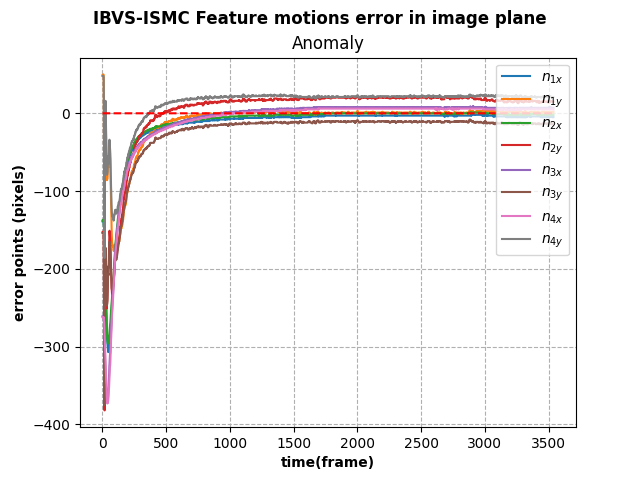 IBVS-ISMC Feature motions error in image plane
Anomaly
error points (pixels)
0
−100
−200
−300
−400
0 500 1000 1500 2000 2500 3000 3500
time(frame)
n1x
n1y
n2x
n2y
n3x
n3y
n4x
n4y